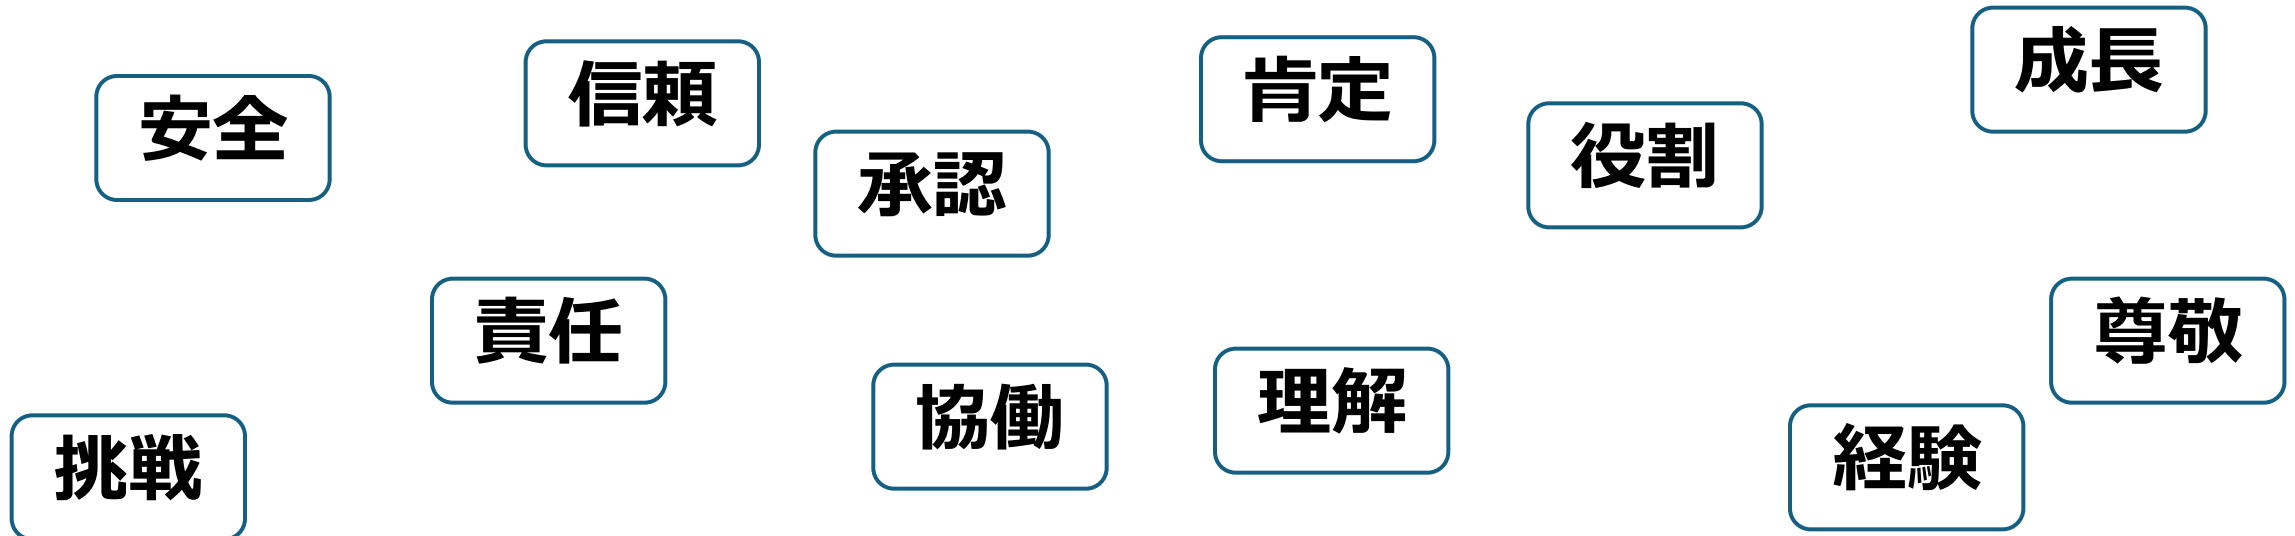 安全
信頼
承認
肯定
役割
成長
責任
協働
理解
尊敬
挑戦
経験